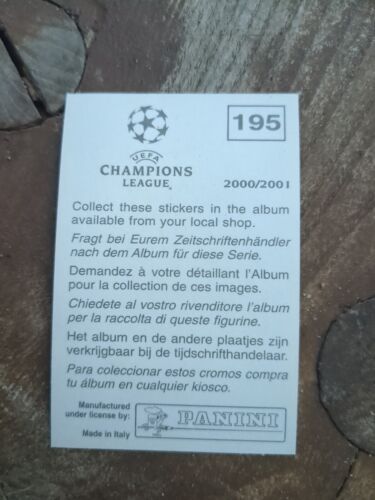 195
UEFA
CHAMPIONS
LEAGUE
2000/2001
Collect these stickers in the album
available from your local shop.
Fragt bei Eurem Zeitschriftenhändler
nach dem Album für diese Serie.
Demandez à votre détaillant l'Album
pour la collection de ces images.
Chiedete al vostro rivenditore l'album
per la raccolta di queste figurine.
Het album en de andere plaatjes zijn
verkrijgbaar bij de tijdschrifthandelaar.
Para coleccionar estos cromos compra
tu álbum en cualquier kiosco.
Manufactured
under license by:
PANINI
Made in Italy